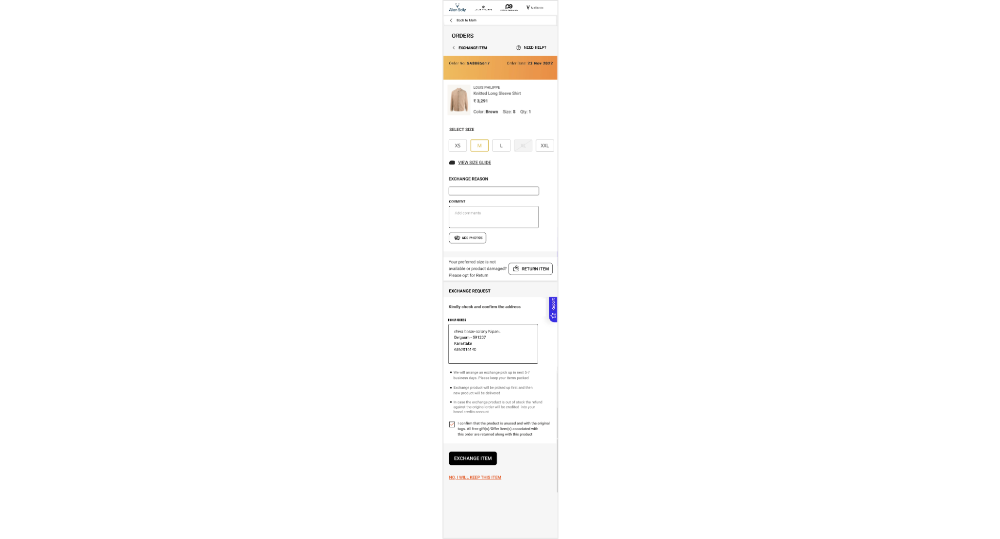 Allen Solly
LOUIS PHILIPPE
pe
PETER ENGLAND
VAN HEUSEN
Back to Main
ORDERS
EXCHANGE ITEM
NEED HELP?
Order No: SA8085617
Order Date: 23 Nov 2022
LOUIS PHILIPPE
Knitted Long Sleeve Shirt
₹ 3,291
Color: Brown Size: S Qty: 1
SELECT SIZE
XS M L XL XXL
VIEW SIZE GUIDE
EXCHANGE REASON
COMMENT
Add comments
ADD PHOTOS
Your preferred size is not
available or product damaged?
Please opt for Return
RETURN ITEM
EXCHANGE REQUEST
Report
Kindly check and confirm the address
PICK UP ADDRESS
shiva basav colony Nipani,
Belgaum - 591237
Karnataka
6362816140
We will arrange an exchange pick up in next 5-7
business days. Please keep your items packed
Exchange product will be picked up first and then
new product will be delivered
In case the exchange product is out of stock the refund
against the original order will be credited into your
brand credits account
I confirm that the product is unused and with the original
tags. All free gift(s)/Offer item(s) associated with
this order are returned along with this product
EXCHANGE ITEM
NO, I WILL KEEP THIS ITEM